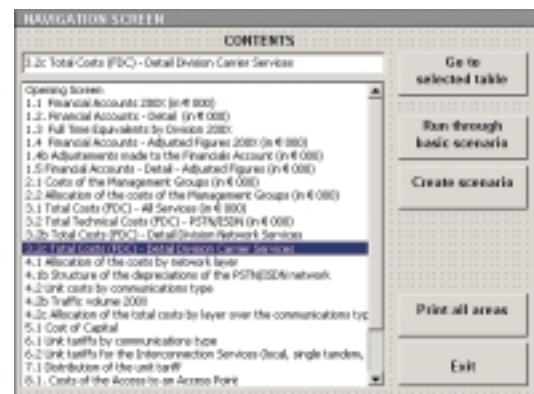 NAVIGATION SCREEN
CONTENTS
3.2c Total Costs (FDC) - Detail Division Carrier Services
Go to
selected table
Opening Screen
1.1 Financial Accounts 200X (in € 000)
1.2. Financial Accounts - Detail (in € 000)
1.3 Full Time Equivalents by Division 200X
1.4 Financial Accounts - Adjusted Figures 200X (in € 000)
1.4b Adjustements made to the Financials Account (in € 000)
1.5 Financial Accounts - Detail - Adjusted Figures (in € 000)
2.1 Costs of the Management Groups (in € 000)
2.2 Allocation of the costs of the Management Groups (in € 000)
3.1 Total Costs (FDC) - All Services (in € 000)
3.2 Total Technical Costs (FDC) - PSTN/ISDN (in € 000)
3.2b Total Costs (FDC) - Detail Division Network Services
3.2c Total Costs (FDC) - Detail Division Carrier Services
4.1 Allocation of the costs by network layer
4.1b Structure of the depreciations of the PSTN/ISDN network
4.2 Unit costs by communications type
4.2b Traffic volume 200X
4.2c Allocation of the total costs by layer over the communications typ
5.1 Cost of Capital
6.1 Unit tariffs by communications type
6.2 Unit tariffs for the Interconnection Services (local, single tandem,
7.1 Distribution of the unit tariff
8.1. Costs of the Access to an Access Point
Run through
basic scenario
Create scenario
Print all areas
Exit